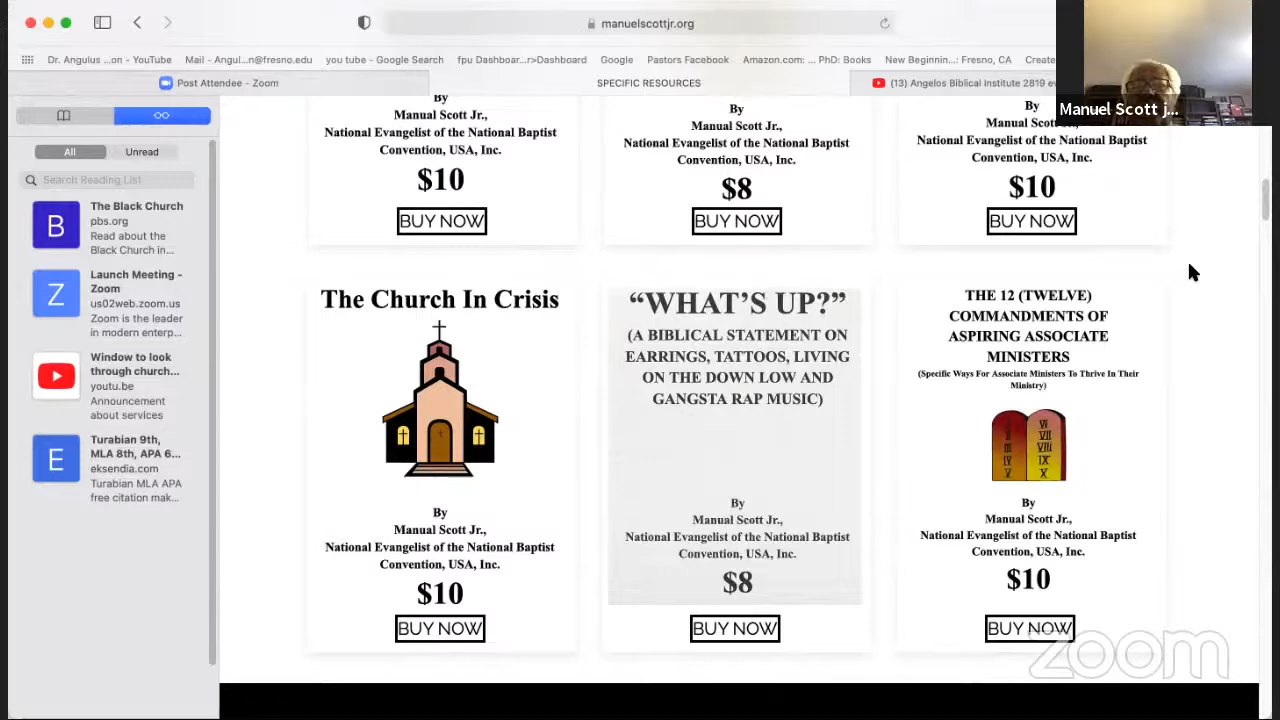 manuelscottjr.org
Dr. Angulus ...on - YouTube
Mail - Angul...n@fresno.edu
you tube - Google Search
fpu Dashboar...r>Dashboard
Google
Pastors Facebook
Amazon.com: ... PhD: Books
New Beginnin...: Fresno, CA
Create
Post Attendee - Zoom
SPECIFIC RESOURCES
(13) Angelos Biblical Institute 2819 ev
Manuel Scott j...
All
Unread
Search Reading List
B
The Black Church
pbs.org
Read about the
Black Church in...
Z
Launch Meeting -
Zoom
us02web.zoom.us
Zoom is the leader
in modern enterp...
Window to look
through church...
youtu.be
Announcement
about services
E
Turabian 9th,
MLA 8th, APA 6...
eksendia.com
Turabian MLA APA
free citation mak...
By
Manual Scott Jr.,
National Evangelist of the National Baptist
Convention, USA, Inc.
$10
BUY NOW
By
Manual Scott Jr.,
National Evangelist of the National Baptist
Convention, USA, Inc.
$8
BUY NOW
By
Manual Scott Jr.,
National Evangelist of the National Baptist
Convention, USA, Inc.
$10
BUY NOW
The Church In Crisis
By
Manual Scott Jr.,
National Evangelist of the National Baptist
Convention, USA, Inc.
$10
BUY NOW
“WHAT’S UP?”
(A BIBLICAL STATEMENT ON
EARRINGS, TATTOOS, LIVING
ON THE DOWN LOW AND
GANGSTA RAP MUSIC)
By
Manual Scott Jr.,
National Evangelist of the National Baptist
Convention, USA, Inc.
$8
BUY NOW
THE 12 (TWELVE)
COMMANDMENTS OF
ASPIRING ASSOCIATE
MINISTERS
(Specific Ways For Associate Ministers To Thrive In Their
Ministry)
By
Manual Scott Jr.,
National Evangelist of the National Baptist
Convention, USA, Inc.
$10
BUY NOW
zoom